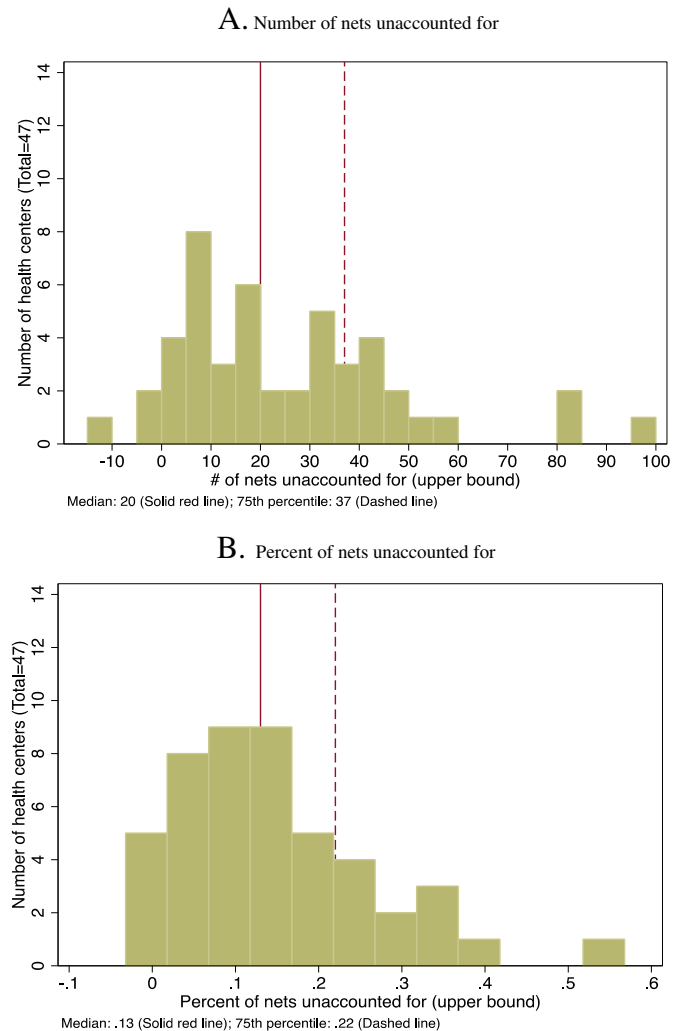 A. Number of nets unaccounted for
Number of health centers (Total=47)
14
12
10
8
6
4
2
0
-10 0 10 20 30 40 50 60 70 80 90 100
# of nets unaccounted for (upper bound)
Median: 20 (Solid red line); 75th percentile: 37 (Dashed line)
B. Percent of nets unaccounted for
Number of health centers (Total=47)
14
12
10
8
6
4
2
0
-.1 0 .1 .2 .3 .4 .5 .6
Percent of nets unaccounted for (upper bound)
Median: .13 (Solid red line); 75th percentile: .22 (Dashed line)